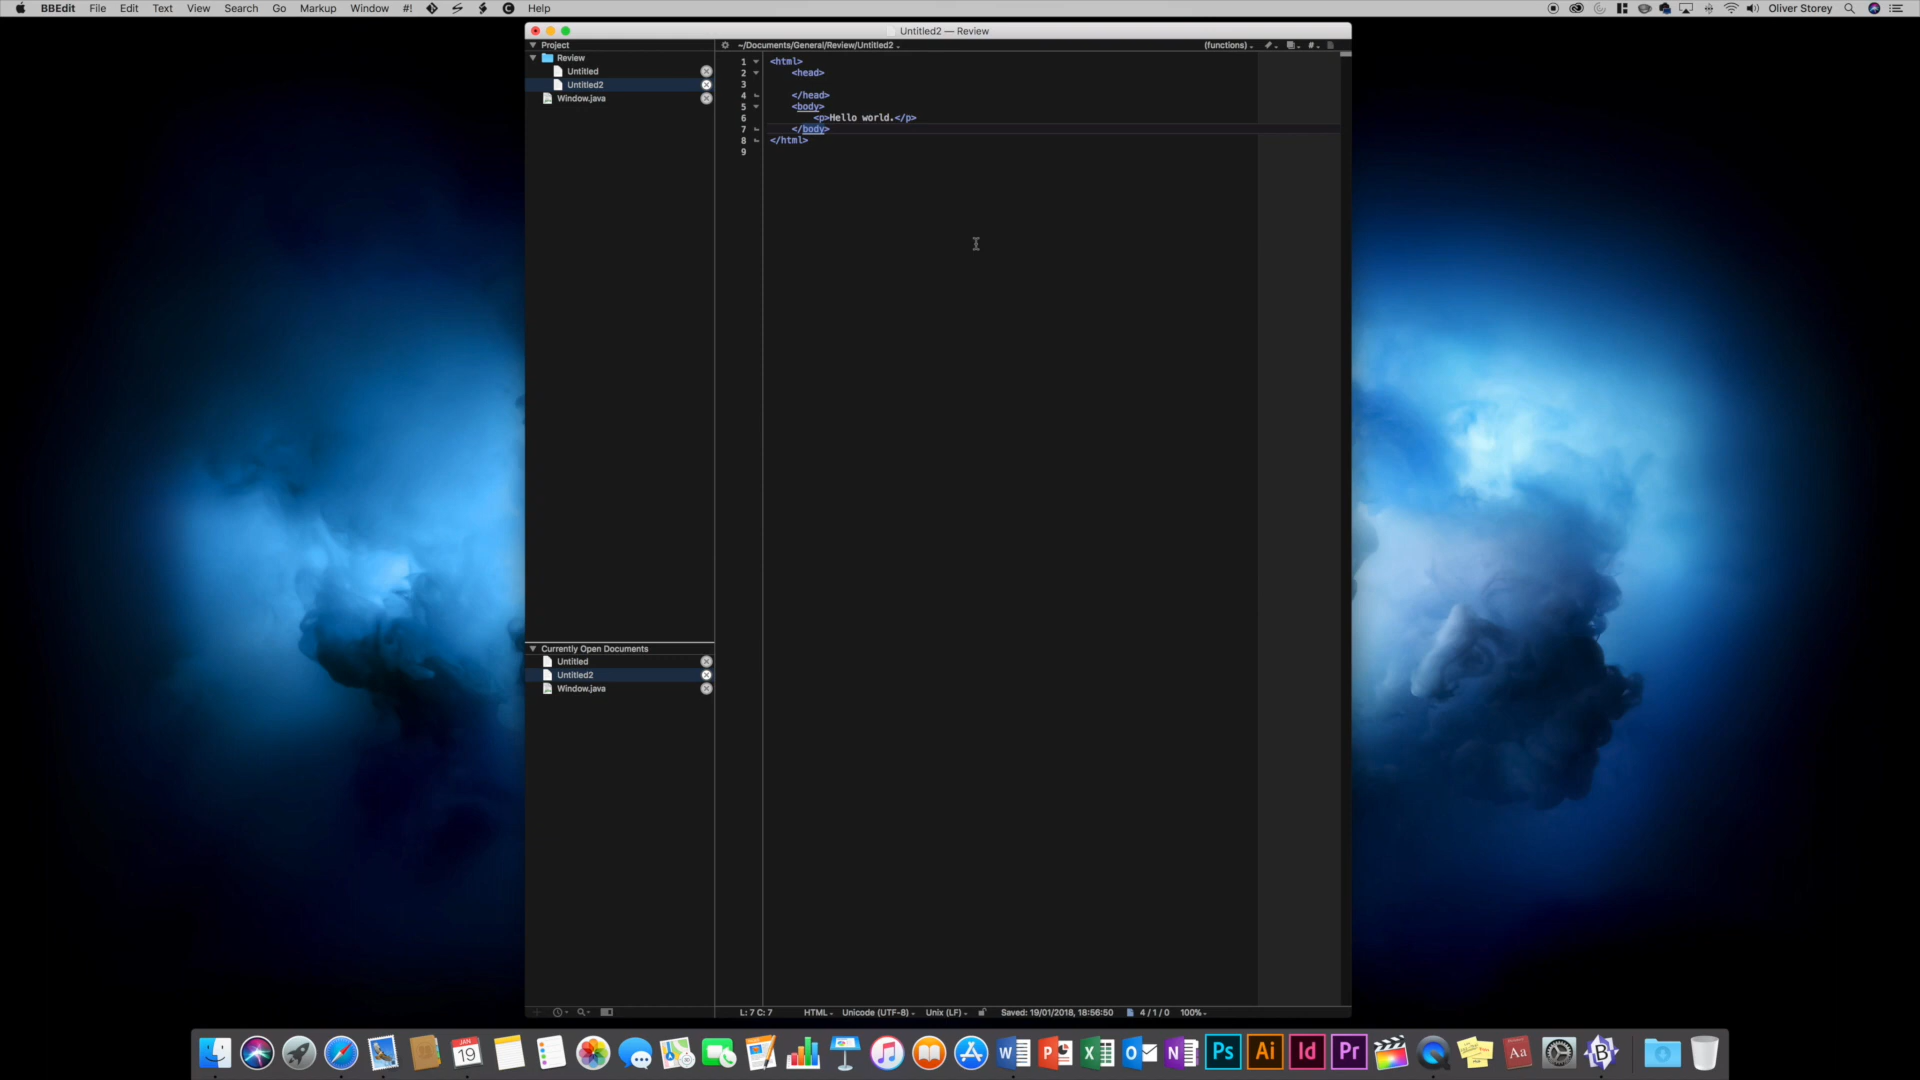 BBEdit File Edit Text View Search Go Markup Window #! Help Oliver Storey
Untitled2 — Review
Project
~/Documents/General/Review/Untitled2
(functions)
#
Review
Untitled
Untitled2
Window.java
1 <html>
2 <head>
3
4 </head>
5 <body>
6 <p>Hello world.</p>
7 </body>
8 </html>
9
Currently Open Documents
Untitled
Untitled2
Window.java
L: 7 C: 7 HTML Unicode (UTF-8) Unix (LF) Saved: 19/01/2018, 18:56:50 4 / 1 / 0 100%
JAN
19
W P X O N Ps Ai Id Pr Aa B